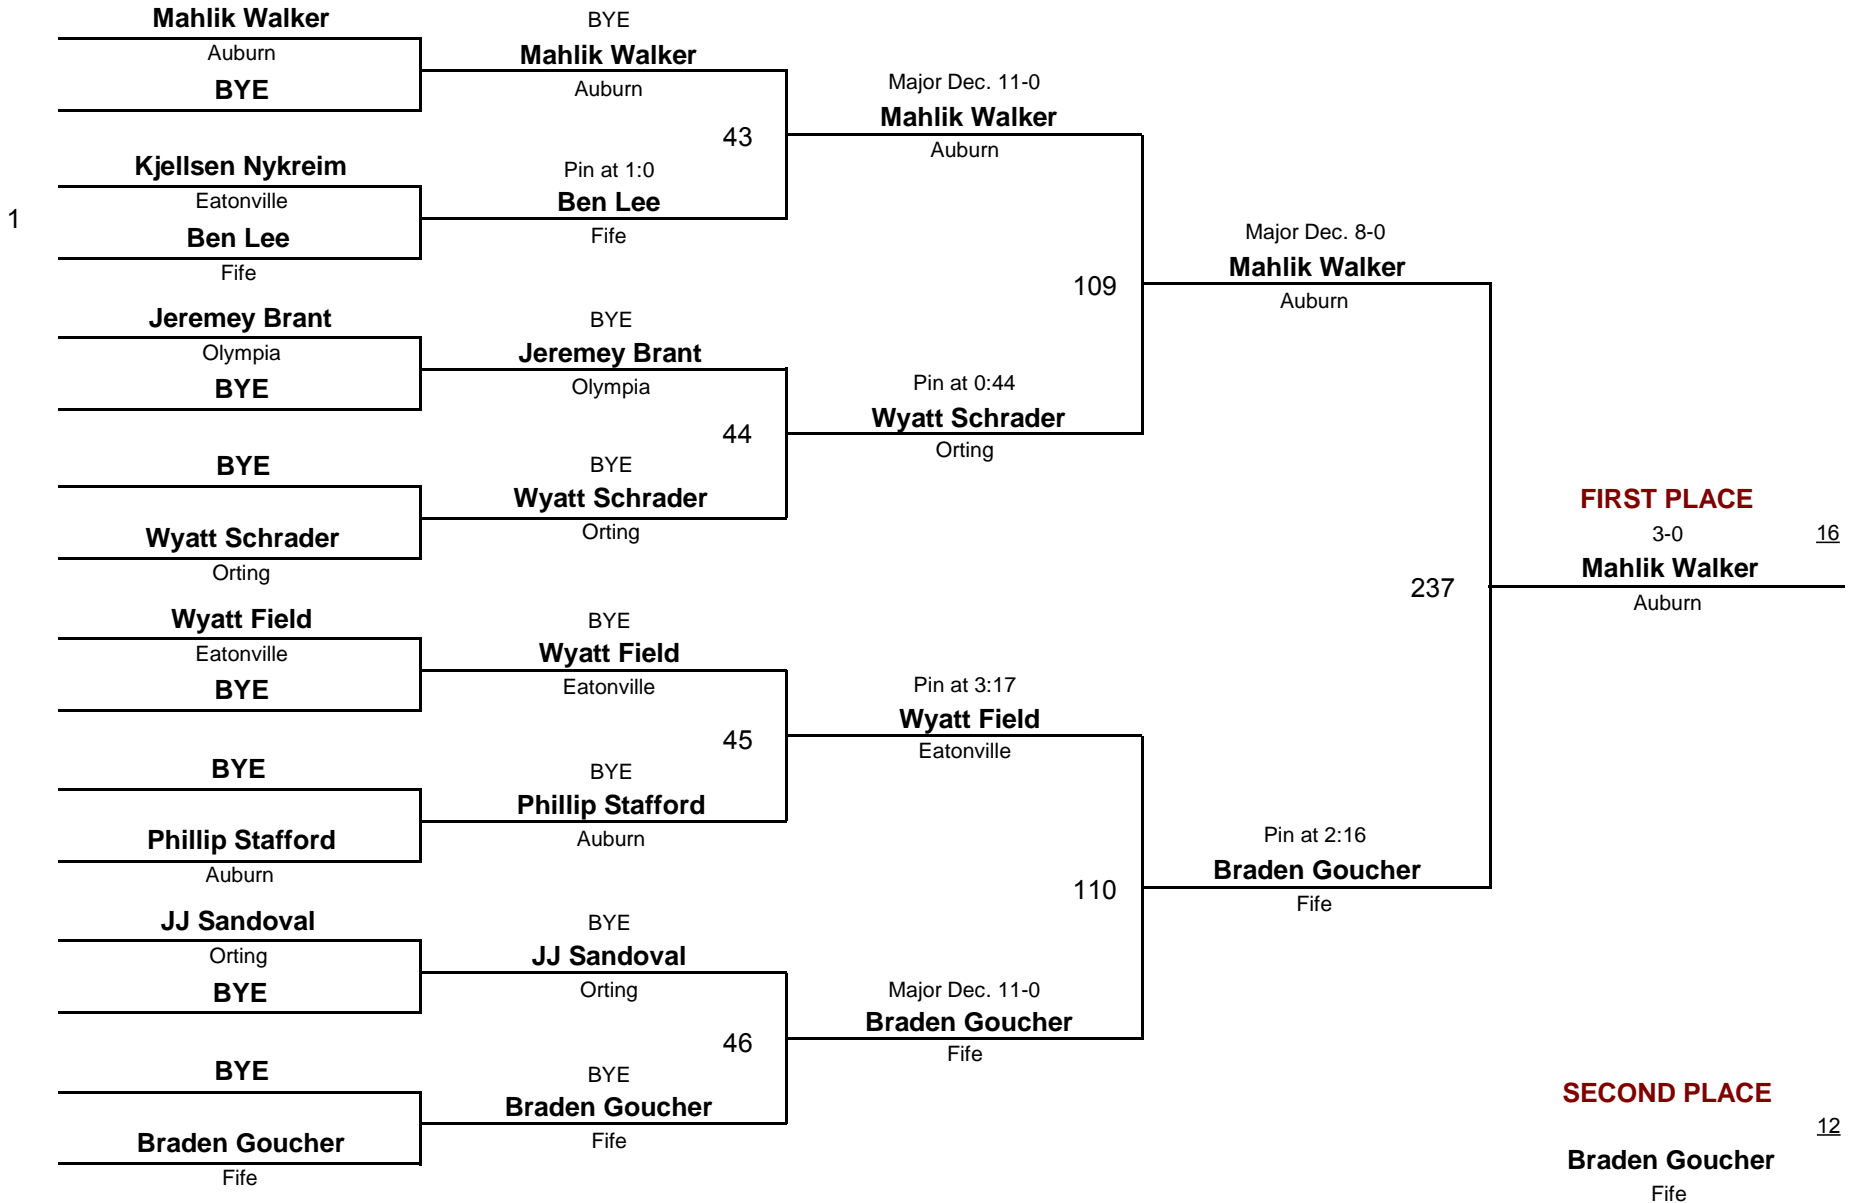 Mahlik Walker
Auburn
BYE
1
Kjellsen Nykreim
Eatonville
Ben Lee
Fife
Jeremey Brant
Olympia
BYE
BYE
Wyatt Schrader
Orting
Wyatt Field
Eatonville
BYE
BYE
Phillip Stafford
Auburn
JJ Sandoval
Orting
BYE
BYE
Braden Goucher
Fife
BYE
Mahlik Walker
Auburn
43
Pin at 1:0
Ben Lee
Fife
BYE
Jeremey Brant
Olympia
44
BYE
Wyatt Schrader
Orting
BYE
Wyatt Field
Eatonville
45
BYE
Phillip Stafford
Auburn
BYE
JJ Sandoval
Orting
46
BYE
Braden Goucher
Fife
Major Dec. 11-0
Mahlik Walker
Auburn
109
Pin at 0:44
Wyatt Schrader
Orting
Pin at 3:17
Wyatt Field
Eatonville
110
Major Dec. 11-0
Braden Goucher
Fife
Major Dec. 8-0
Mahlik Walker
Auburn
237
Pin at 2:16
Braden Goucher
Fife
FIRST PLACE
3-0 16
Mahlik Walker
Auburn
SECOND PLACE
12
Braden Goucher
Fife